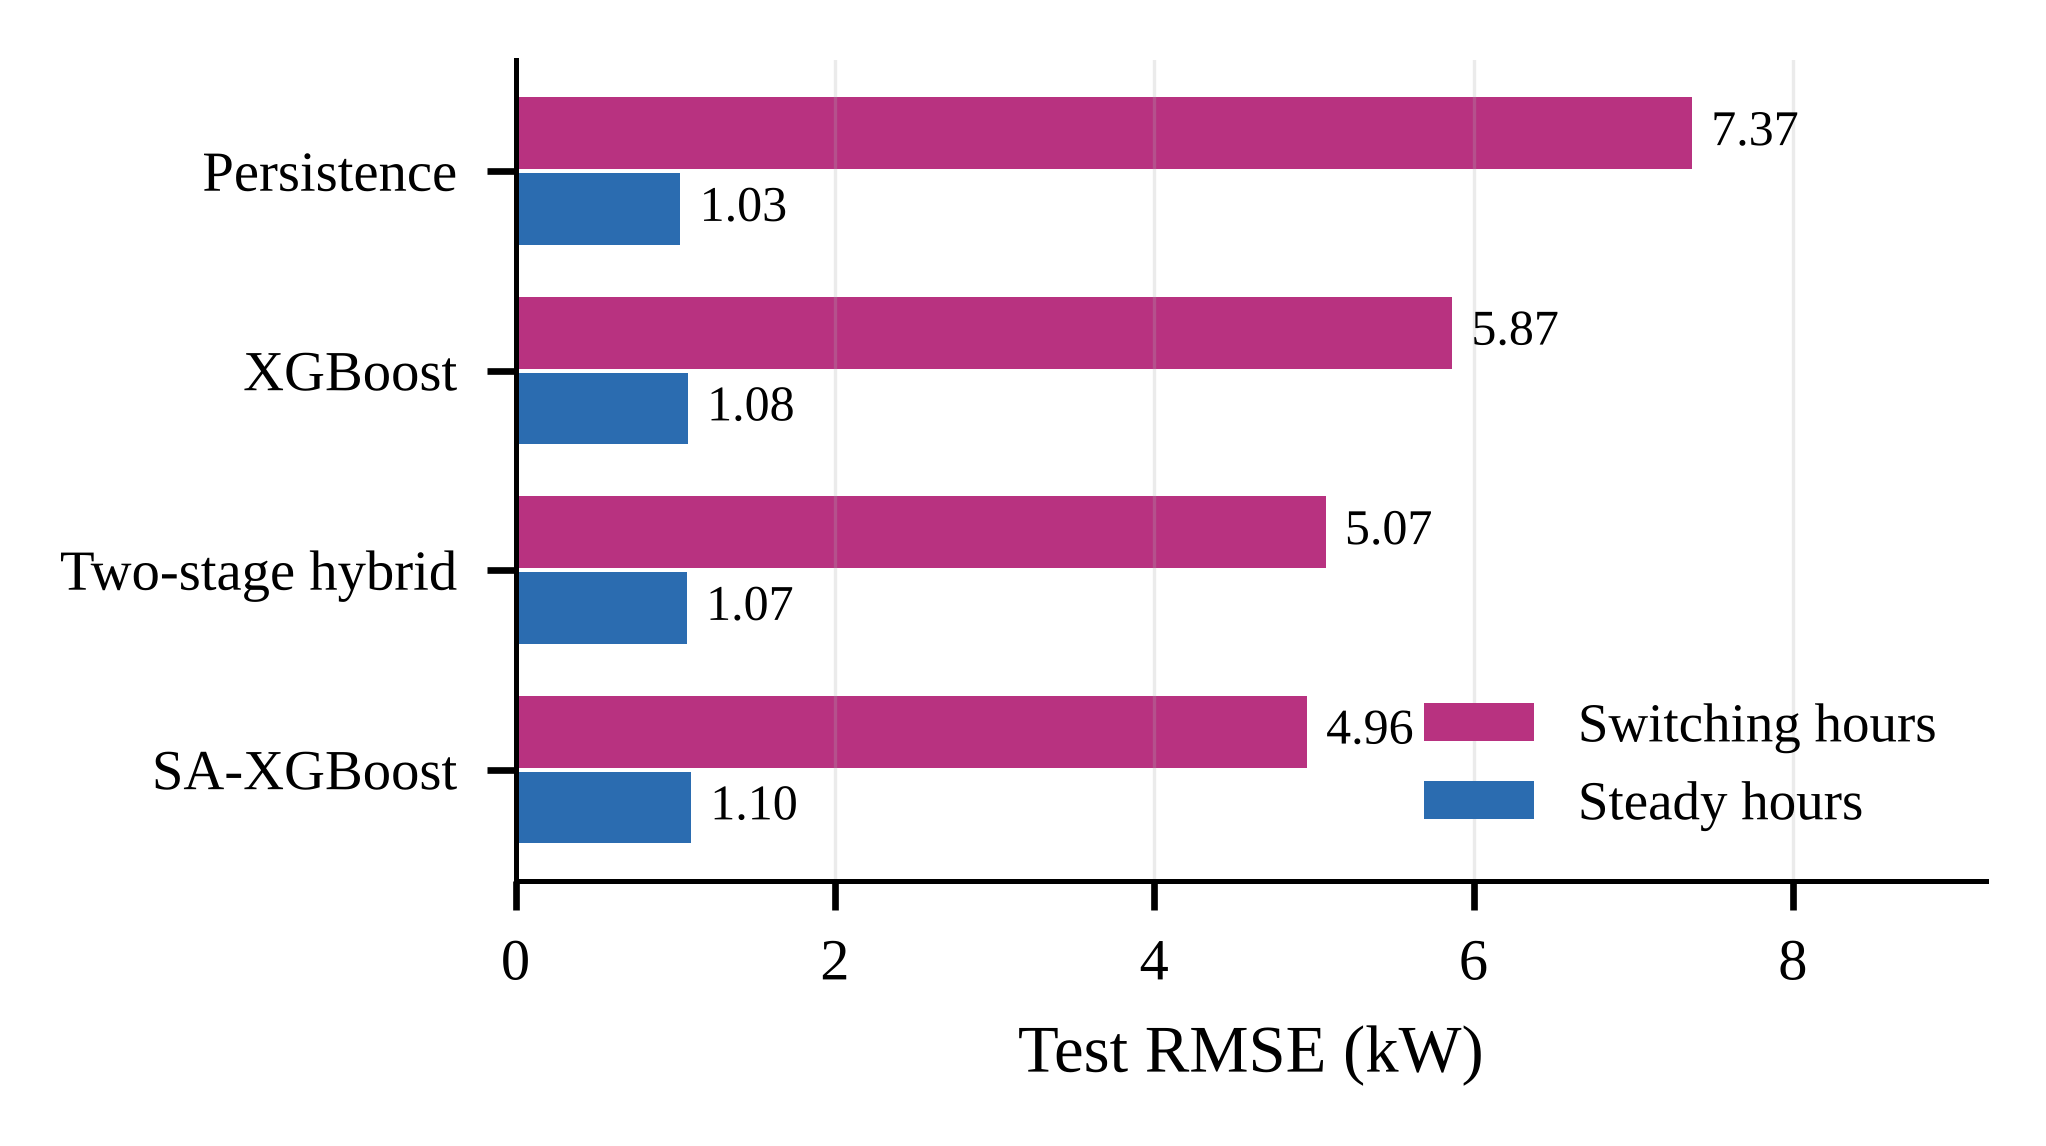 Persistence
7.37
1.03
XGBoost
5.87
1.08
Two-stage hybrid
5.07
1.07
SA-XGBoost
4.96
1.10
Switching hours
Steady hours
0 2 4 6 8
Test RMSE (kW)